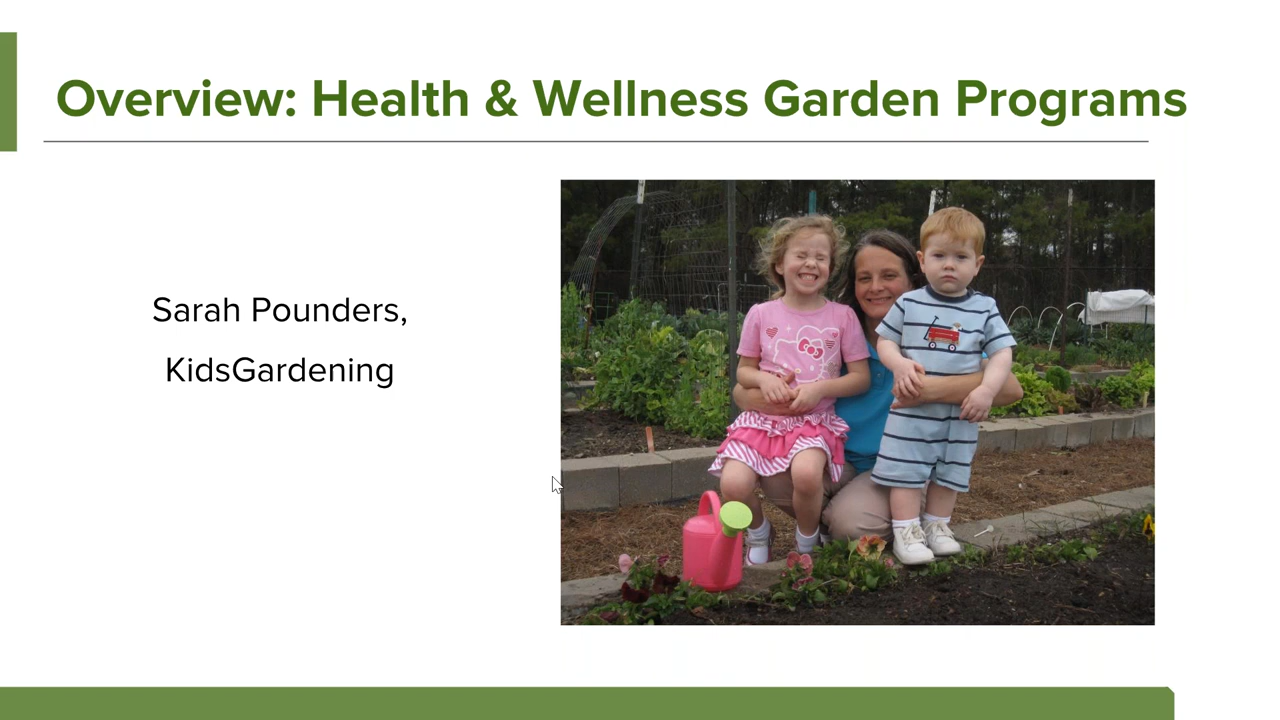 Overview: Health & Wellness Garden Programs
Sarah Pounders,
KidsGardening